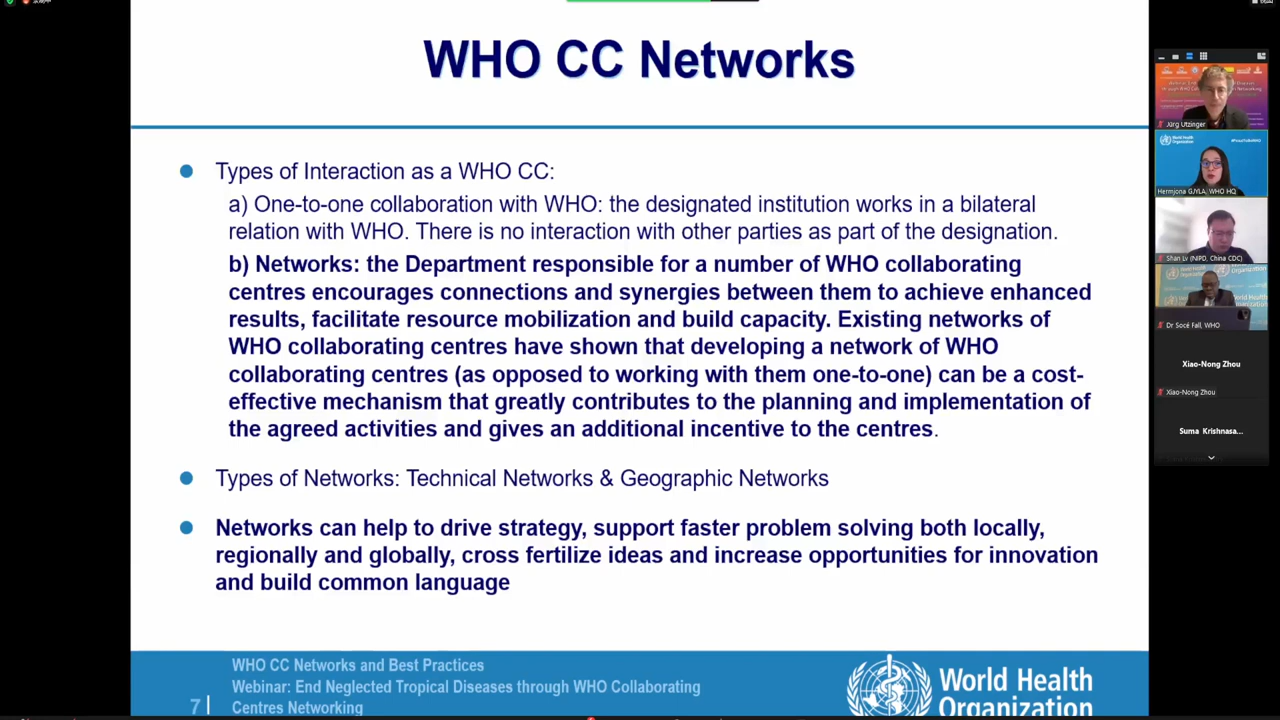 WHO CC Networks
Types of Interaction as a WHO CC:
a) One-to-one collaboration with WHO: the designated institution works in a bilateral
relation with WHO. There is no interaction with other parties as part of the designation.
b) Networks: the Department responsible for a number of WHO collaborating
centres encourages connections and synergies between them to achieve enhanced
results, facilitate resource mobilization and build capacity. Existing networks of
WHO collaborating centres have shown that developing a network of WHO
collaborating centres (as opposed to working with them one-to-one) can be a cost-
effective mechanism that greatly contributes to the planning and implementation of
the agreed activities and gives an additional incentive to the centres.
Types of Networks: Technical Networks & Geographic Networks
Networks can help to drive strategy, support faster problem solving both locally,
regionally and globally, cross fertilize ideas and increase opportunities for innovation
and build common language
7
WHO CC Networks and Best Practices
Webinar: End Neglected Tropical Diseases through WHO Collaborating
Centres Networking
World Health
Organization
Jürg Utzinger
World Health
Organization
Hermjona GJYLA, WHO HQ
Shan Lv (NIPD, China CDC)
Dr Socé Fall, WHO
Xiao-Nong Zhou
Xiao-Nong Zhou
Suma Krishnasa...